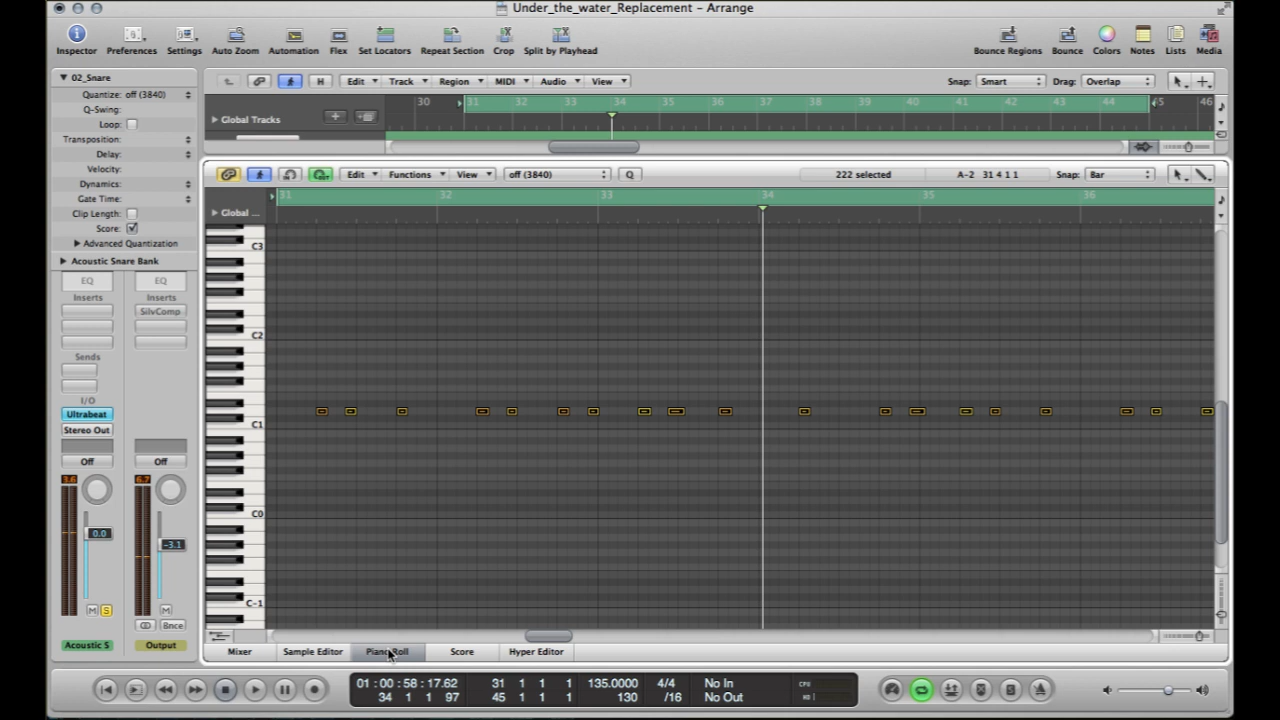 Under_the_water_Replacement - Arrange
Inspector Preferences Settings Auto Zoom Automation Flex Set Locators Repeat Section Crop Split by Playhead Bounce Regions Bounce Colors Notes Lists Media
02_Snare
Edit Track Region MIDI Audio View Snap: Smart Drag: Overlap
Quantize: off (3840)
Q-Swing:
Loop:
Transposition:
Delay:
Velocity:
Dynamics:
Gate Time:
Clip Length:
Score:
Advanced Quantization
Acoustic Snare Bank
EQ EQ
Inserts Inserts
SilvComp
Sends
I/O
Ultrabeat
Stereo Out
Off Off
3.6 6.7
0.0 -3.1
M S M
Bnce
Acoustic S Output
H
30 31 32 33 34 35 36 37 38 39 40 41 42 43 44 45 46
Global Tracks
Edit Functions View off (3840) Q 222 selected A-2 31 4 1 1 Snap: Bar
31 32 33 34 35 36
Global ...
C3
C2
C1
C0
C-1
Mixer Sample Editor Piano Roll Score Hyper Editor
01 : 00 : 58 : 17.62 31 1 1 1 135.0000 4/4 No In CPU
34 1 1 97 45 1 1 1 130 /16 No Out HD